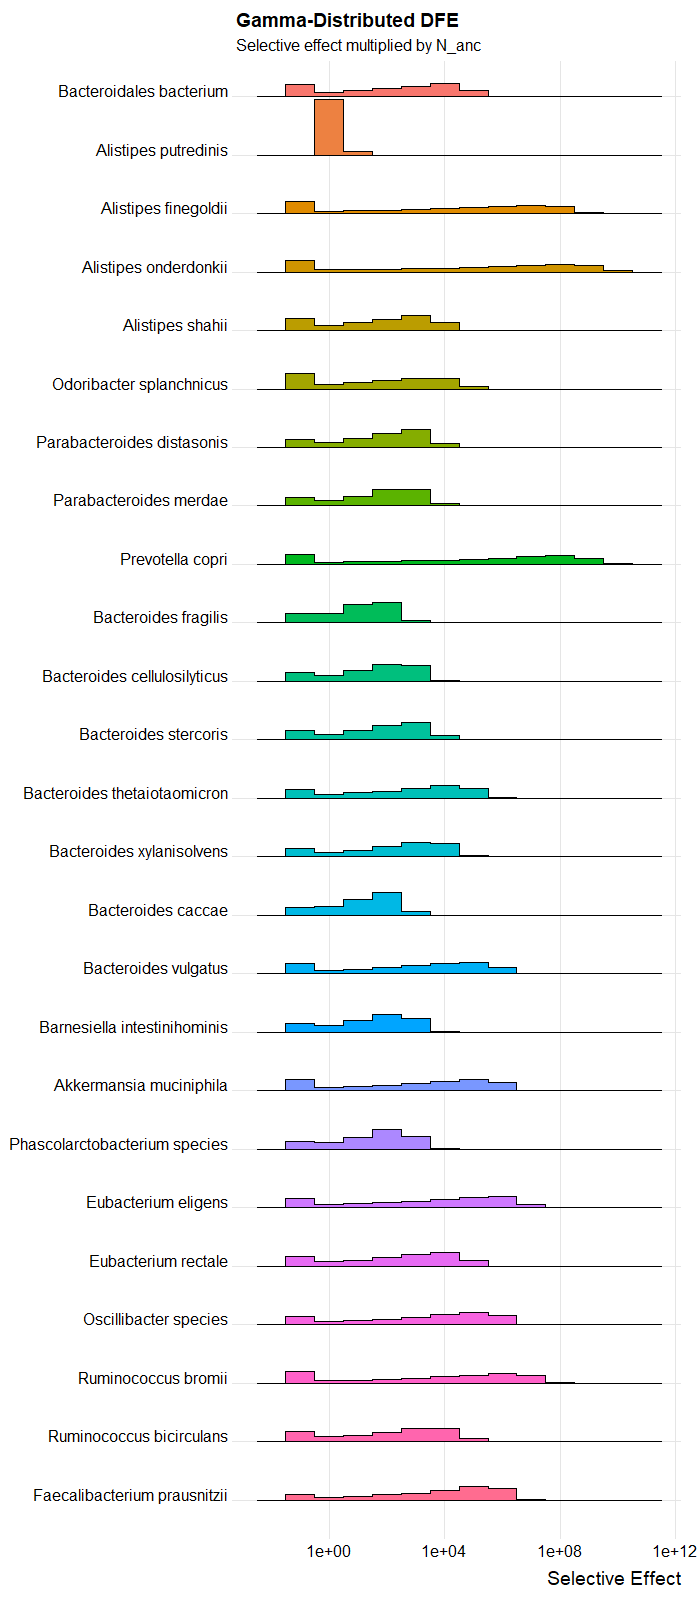 Gamma-Distributed DFE
Selective effect multiplied by N_anc
Bacteroidales bacterium
Alistipes putredinis
Alistipes finegoldii
Alistipes onderdonkii
Alistipes shahii
Odoribacter splanchnicus
Parabacteroides distasonis
Parabacteroides merdae
Prevotella copri
Bacteroides fragilis
Bacteroides cellulosilyticus
Bacteroides stercoris
Bacteroides thetaiotaomicron
Bacteroides xylanisolvens
Bacteroides caccae
Bacteroides vulgatus
Barnesiella intestinihominis
Akkermansia muciniphila
Phascolarctobacterium species
Eubacterium eligens
Eubacterium rectale
Oscillibacter species
Ruminococcus bromii
Ruminococcus bicirculans
Faecalibacterium prausnitzii
1e+00 1e+04 1e+08 1e+12
Selective Effect